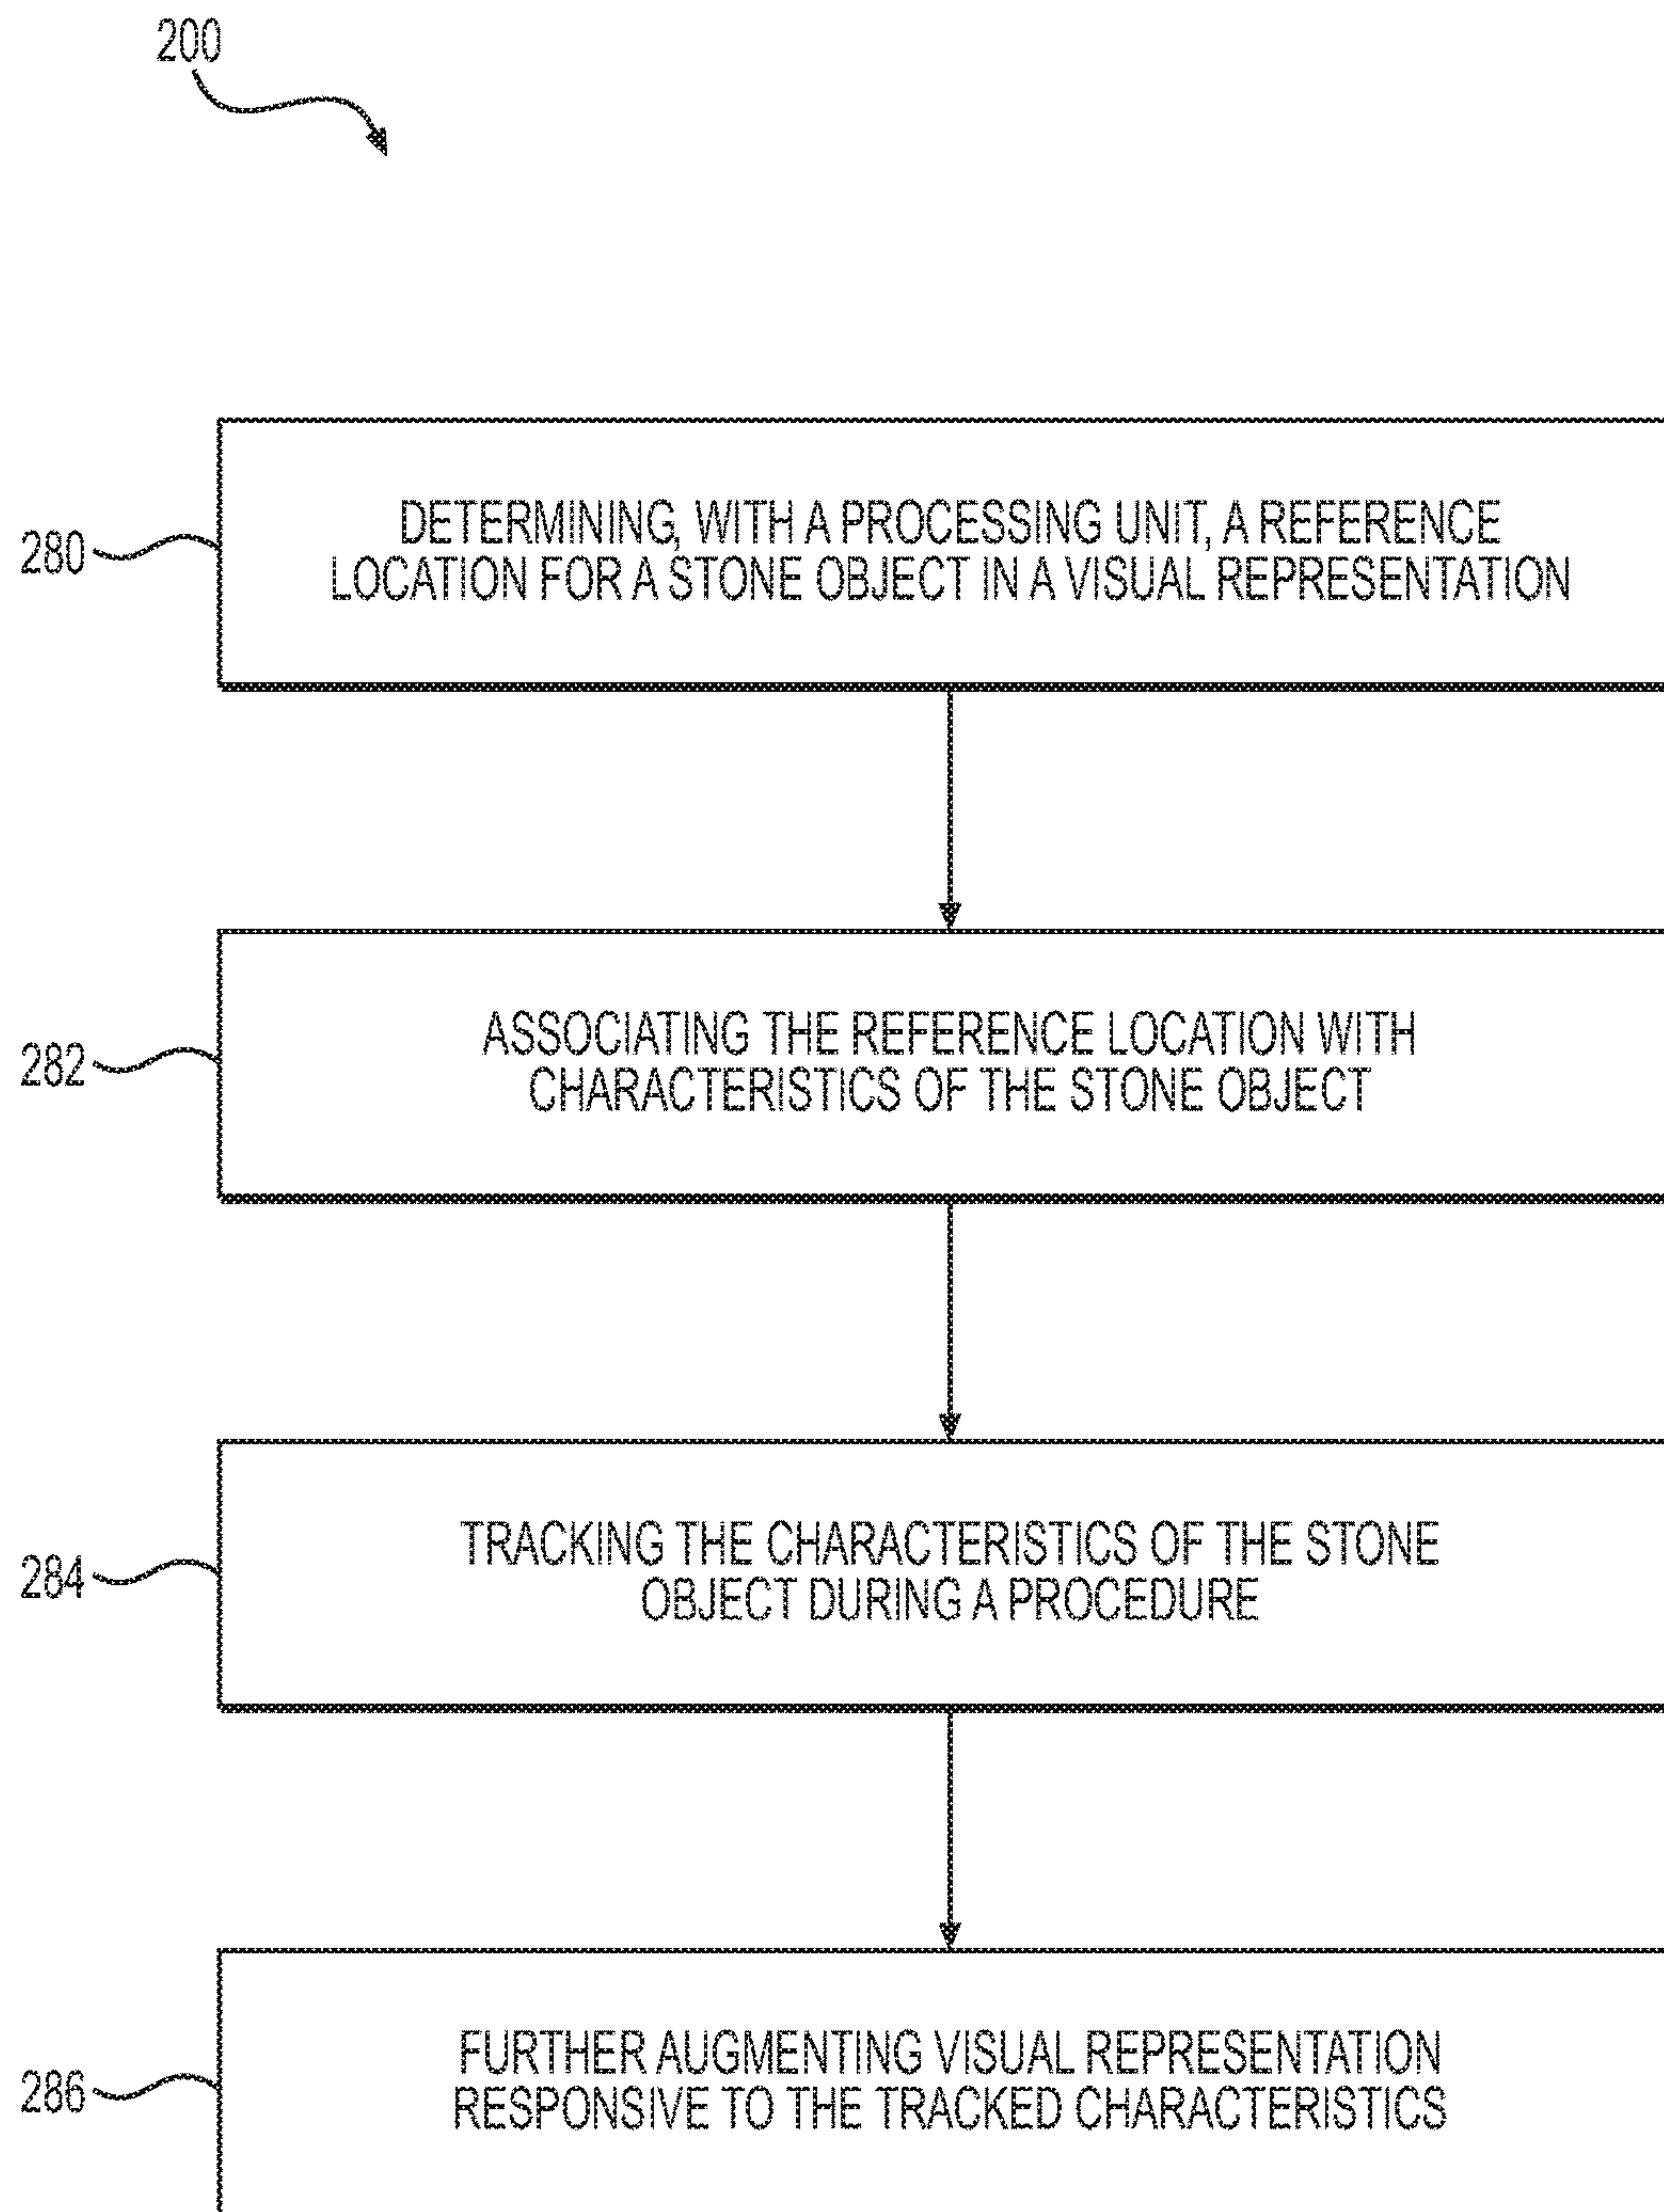 200
280
DETERMINING, WITH A PROCESSING UNIT, A REFERENCE
LOCATION FOR A STONE OBJECT IN A VISUAL REPRESENTATION
282
ASSOCIATING THE REFERENCE LOCATION WITH
CHARACTERISTICS OF THE STONE OBJECT
284
TRACKING THE CHARACTERISTICS OF THE STONE
OBJECT DURING A PROCEDURE
286
FURTHER AUGMENTING VISUAL REPRESENTATION
RESPONSIVE TO THE TRACKED CHARACTERISTICS